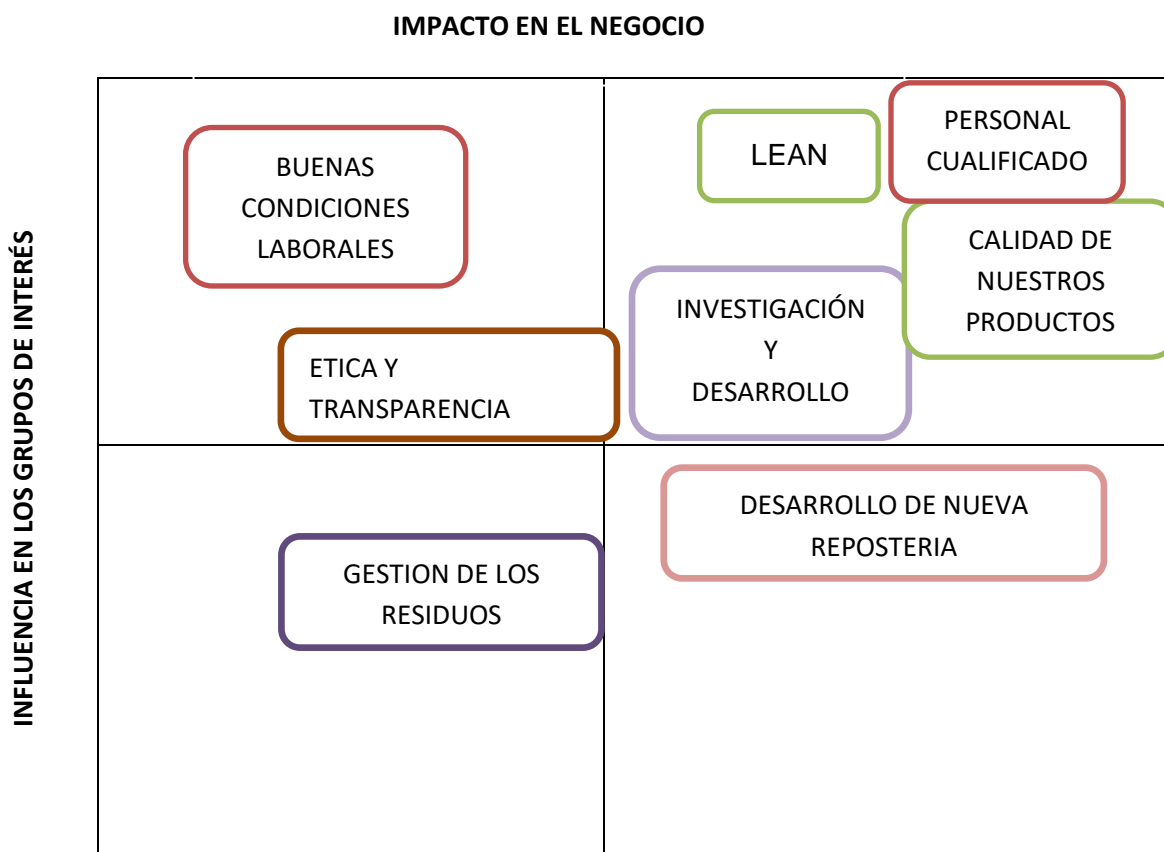 IMPACTO EN EL NEGOCIO
INFLUENCIA EN LOS GRUPOS DE INTERÉS
BUENAS
CONDICIONES
LABORALES
LEAN
PERSONAL
CUALIFICADO
CALIDAD DE
NUESTROS
PRODUCTOS
INVESTIGACIÓN
Y
DESARROLLO
ETICA Y
TRANSPARENCIA
DESARROLLO DE NUEVA
REPOSTERIA
GESTION DE LOS
RESIDUOS